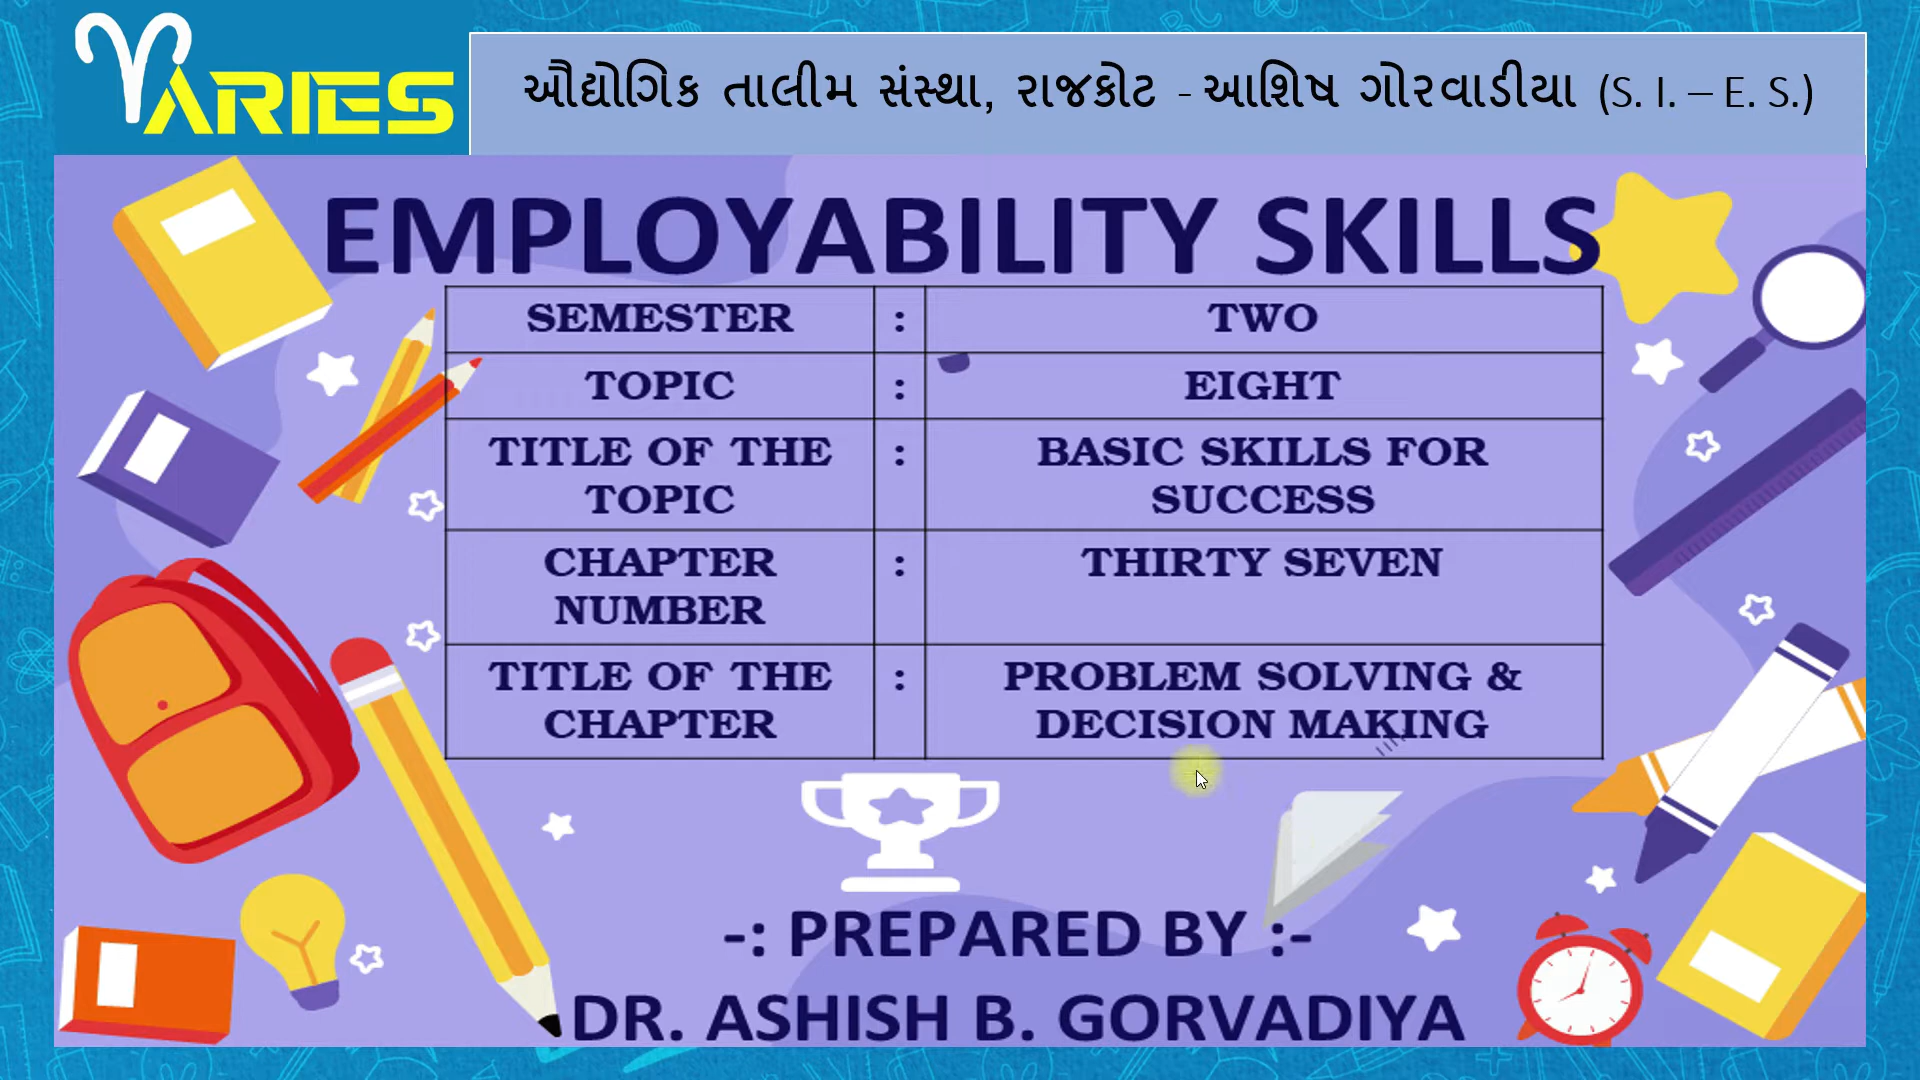 ARIES
ઔદ્યોગિક તાલીમ સંસ્થા, રાજકોટ - આશિષ ગોરવાડીયા (S. I. – E. S.)
EMPLOYABILITY SKILLS
SEMESTER : TWO
TOPIC : EIGHT
TITLE OF THE : BASIC SKILLS FOR
TOPIC SUCCESS
CHAPTER : THIRTY SEVEN
NUMBER
TITLE OF THE : PROBLEM SOLVING &
CHAPTER DECISION MAKING
-: PREPARED BY :-
DR. ASHISH B. GORVADIYA